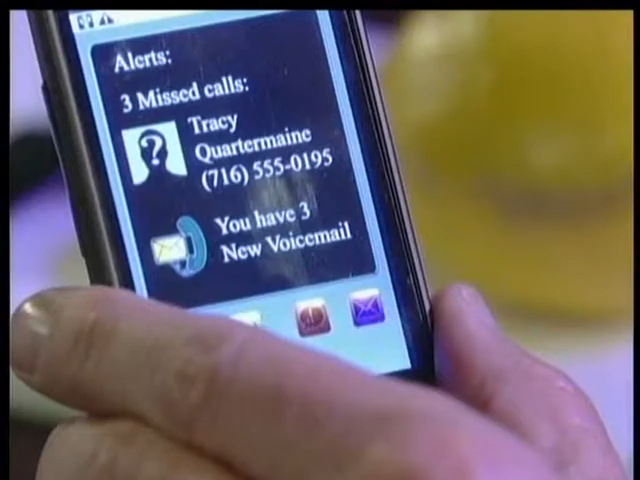 Alerts:
3 Missed calls:
Tracy
Quartermaine
(716) 555-0195
You have 3
New Voicemail